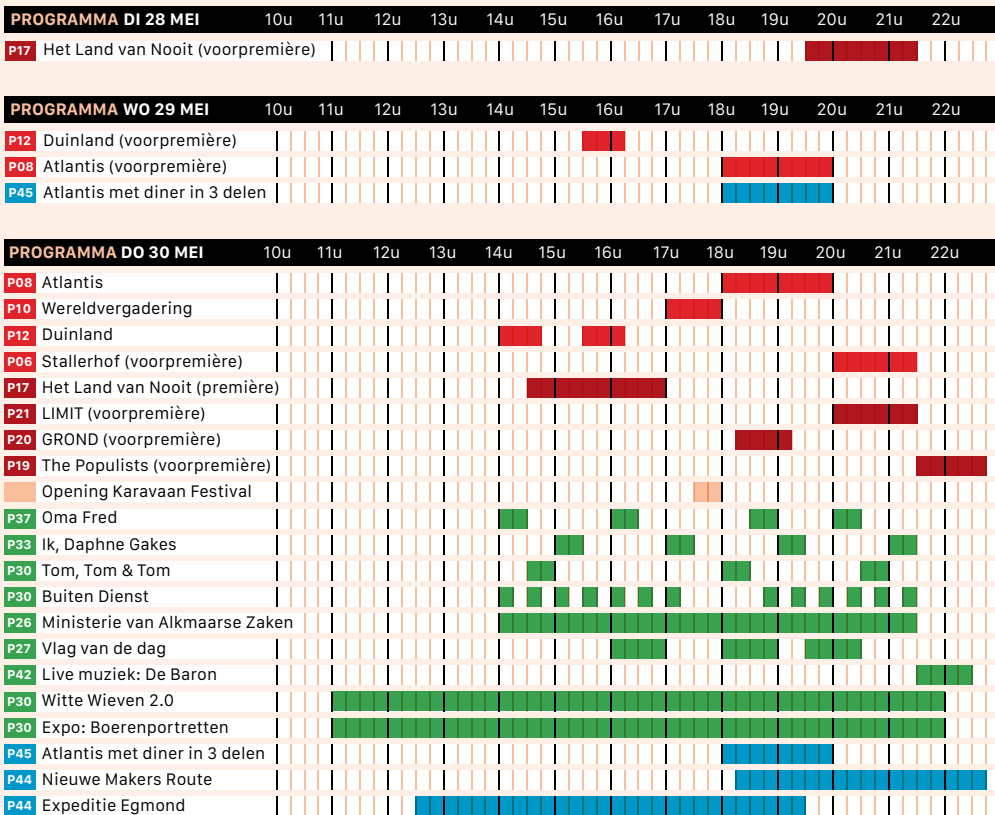 PROGRAMMA DI 28 MEI 10u 11u 12u 13u 14u 15u 16u 17u 18u 19u 20u 21u 22u
P17 Het Land van Nooit (voorpremière)
PROGRAMMA WO 29 MEI 10u 11u 12u 13u 14u 15u 16u 17u 18u 19u 20u 21u 22u
P12 Duinland (voorpremière)
P08 Atlantis (voorpremière)
P45 Atlantis met diner in 3 delen
PROGRAMMA DO 30 MEI 10u 11u 12u 13u 14u 15u 16u 17u 18u 19u 20u 21u 22u
P08 Atlantis
P10 Wereldvergadering
P12 Duinland
P06 Stallerhof (voorpremière)
P17 Het Land van Nooit (première)
P21 LIMIT (voorpremière)
P20 GROND (voorpremière)
P19 The Populists (voorpremière)
Opening Karavaan Festival
P37 Oma Fred
P33 Ik, Daphne Gakes
P30 Tom, Tom & Tom
P30 Buiten Dienst
P26 Ministerie van Alkmaarse Zaken
P27 Vlag van de dag
P42 Live muziek: De Baron
P30 Witte Wieven 2.0
P30 Expo: Boerenportretten
P45 Atlantis met diner in 3 delen
P44 Nieuwe Makers Route
P44 Expeditie Egmond